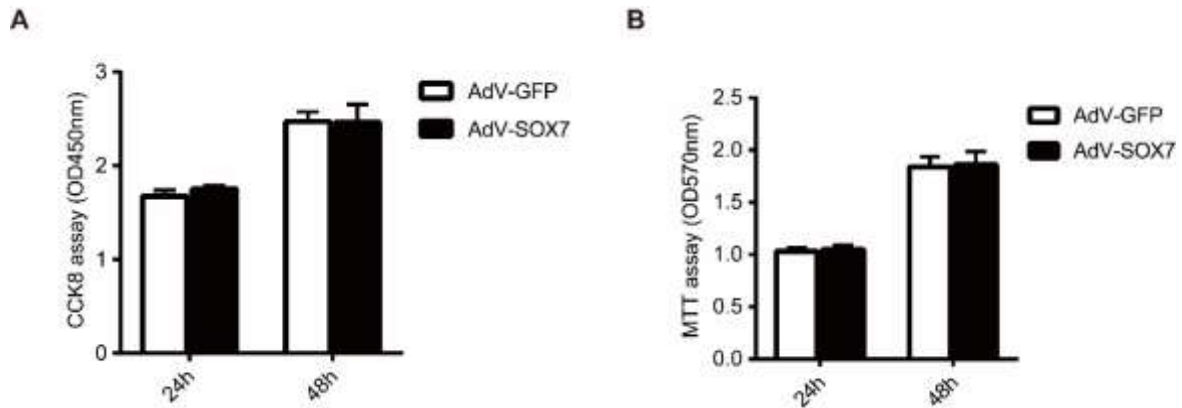 A
CCK8 assay (OD450nm)
3
2
1
0
24h
48h
AdV-GFP
AdV-SOX7
B
MTT assay (OD570nm)
2.5
2.0
1.5
1.0
0.5
0.0
24h
48h
AdV-GFP
AdV-SOX7